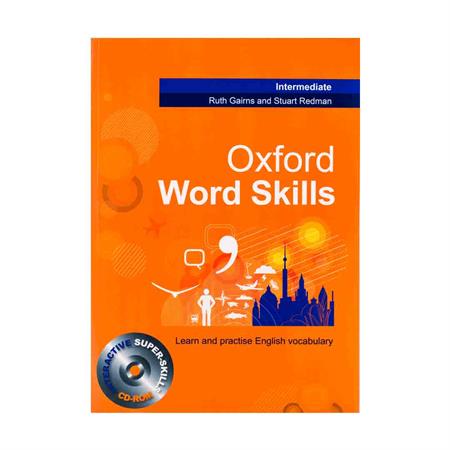 Intermediate
Ruth Gairns and Stuart Redman
Oxford
Word Skills
Learn and practise English vocabulary
INTERACTIVE SUPER-SKILLS
CD-ROM